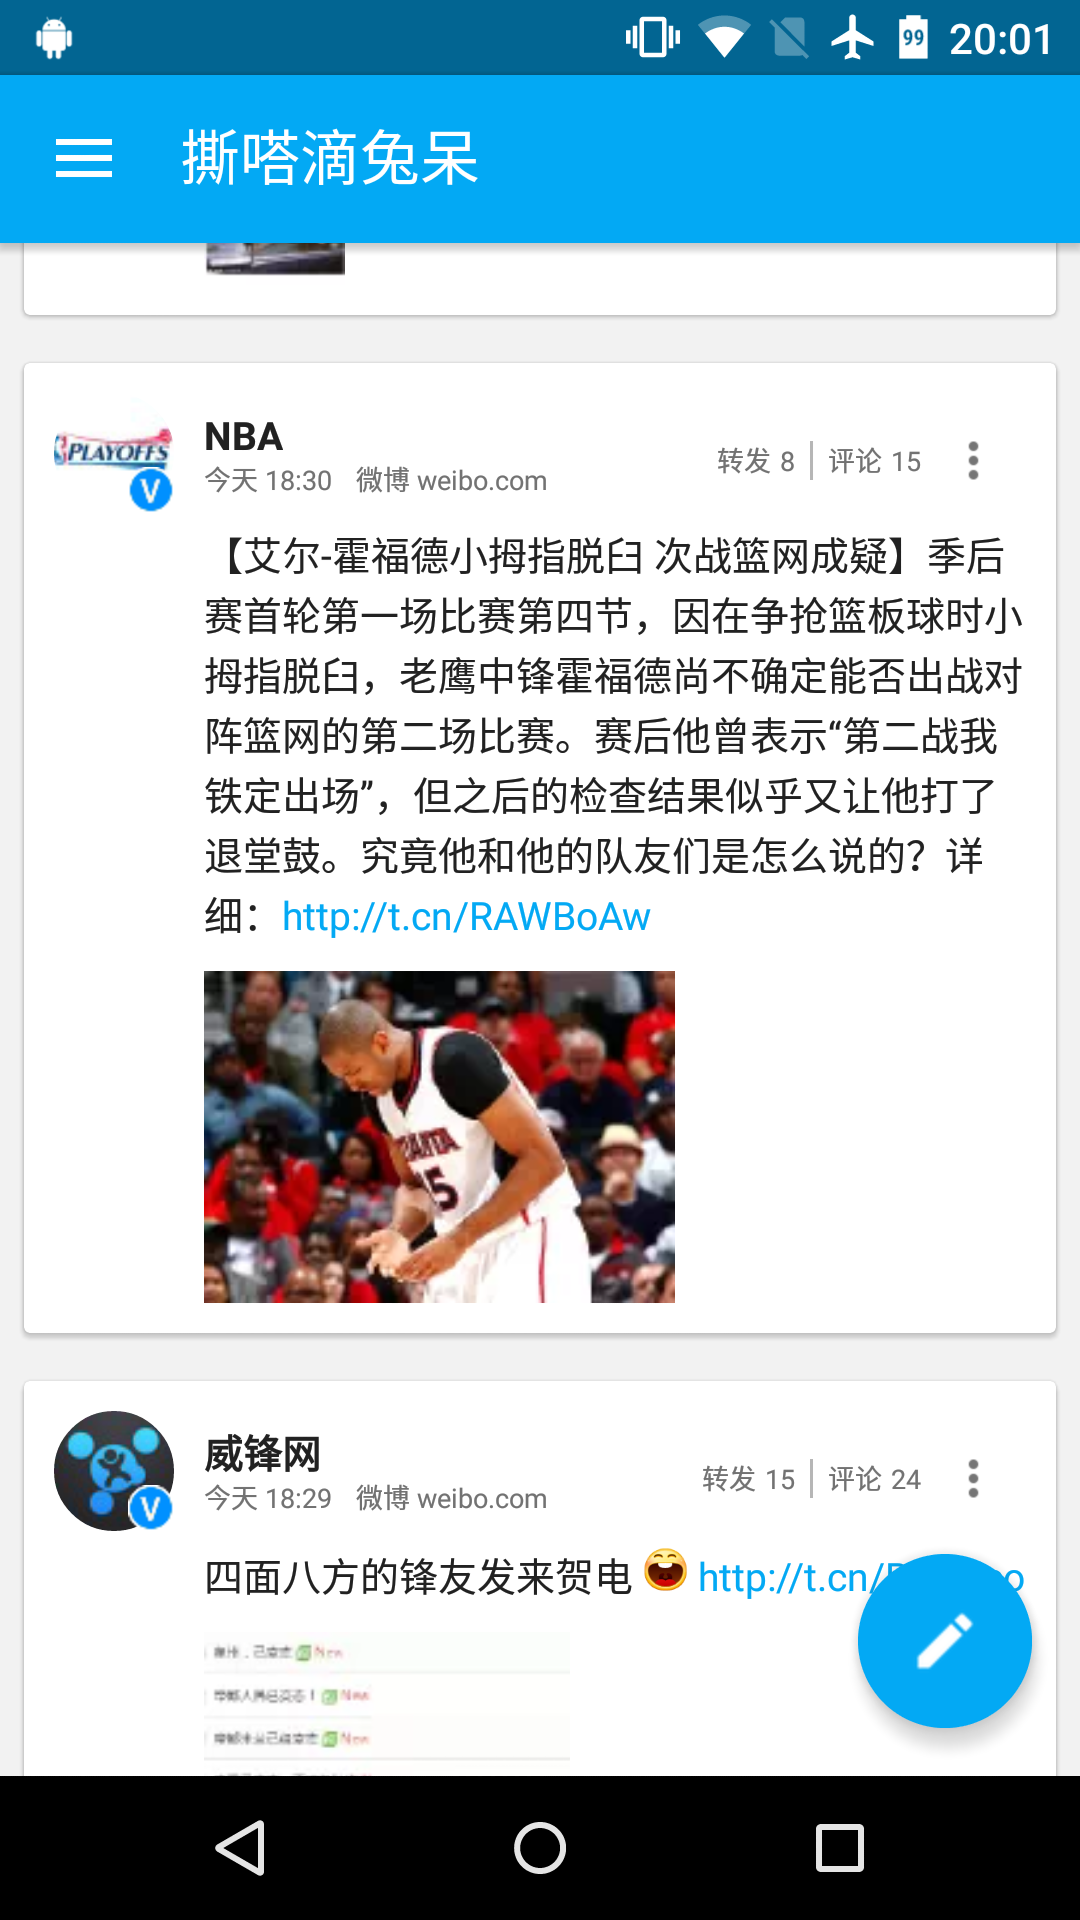 99 20:01
撕嗒滴兔呆
PLAYOFFS
NBA
今天 18:30 微博 weibo.com
转发 8 评论 15
【艾尔-霍福德小拇指脱臼 次战篮网成疑】季后
赛首轮第一场比赛第四节，因在争抢篮板球时小
拇指脱臼，老鹰中锋霍福德尚不确定能否出战对
阵篮网的第二场比赛。赛后他曾表示“第二战我
铁定出场”，但之后的检查结果似乎又让他打了
退堂鼓。究竟他和他的队友们是怎么说的？详
细：http://t.cn/RAWBoAw
威锋网
今天 18:29 微博 weibo.com
转发 15 评论 24
四面八方的锋友发来贺电 http://t.cn/
New
New
New